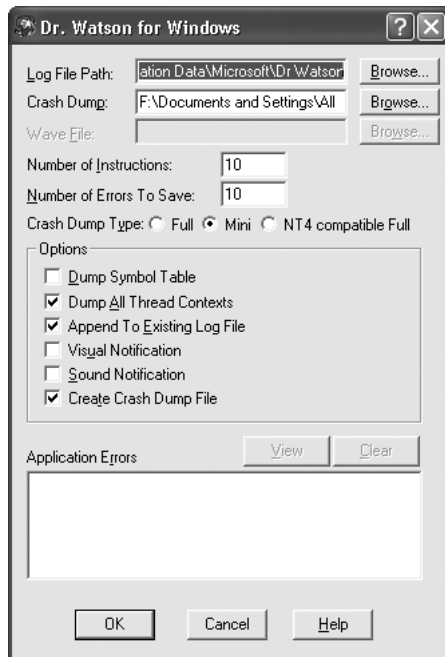 Dr. Watson for Windows
Log File Path: ation Data\Microsoft\Dr Watson Browse...
Crash Dump: F:\Documents and Settings\All Browse...
Wave File: Browse...
Number of Instructions: 10
Number of Errors To Save: 10
Crash Dump Type: Full Mini NT4 compatible Full
Options
Dump Symbol Table
Dump All Thread Contexts
Append To Existing Log File
Visual Notification
Sound Notification
Create Crash Dump File
Application Errors View Clear
OK Cancel Help